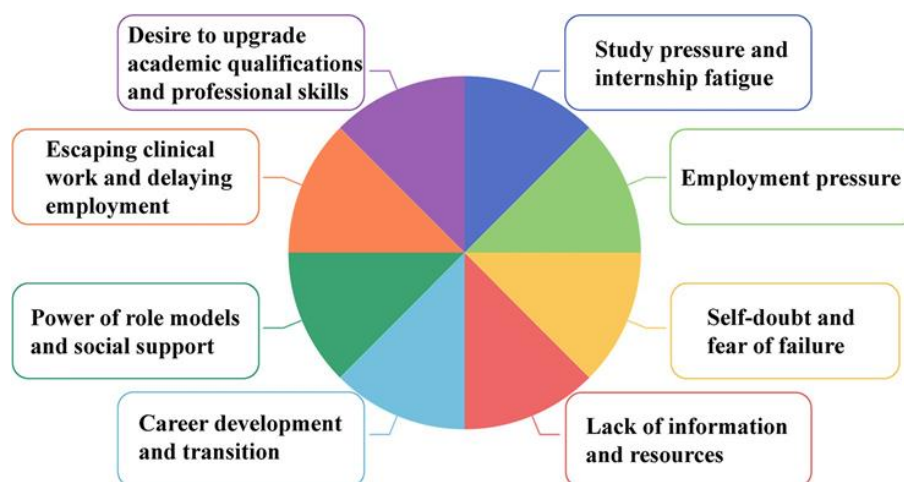 Desire to upgrade
academic qualifications
and professional skills
Study pressure and
internship fatigue
Escaping clinical
work and delaying
employment
Employment pressure
Power of role models
and social support
Self-doubt and
fear of failure
Career development
and transition
Lack of information
and resources